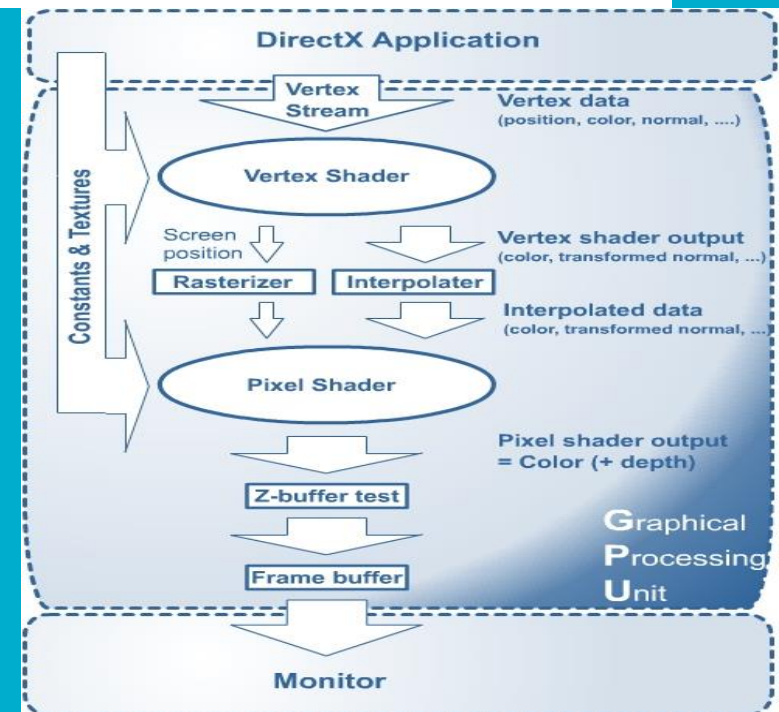 DirectX Application
Vertex
Stream
Vertex data
(position, color, normal, ....)
Constants & Textures
Vertex Shader
Screen
position
Vertex shader output
(color, transformed normal, ...)
Rasterizer
Interpolater
Interpolated data
(color, transformed normal, ...)
Pixel Shader
Pixel shader output
= Color (+ depth)
Z-buffer test
Graphical
Processing
Unit
Frame buffer
Monitor